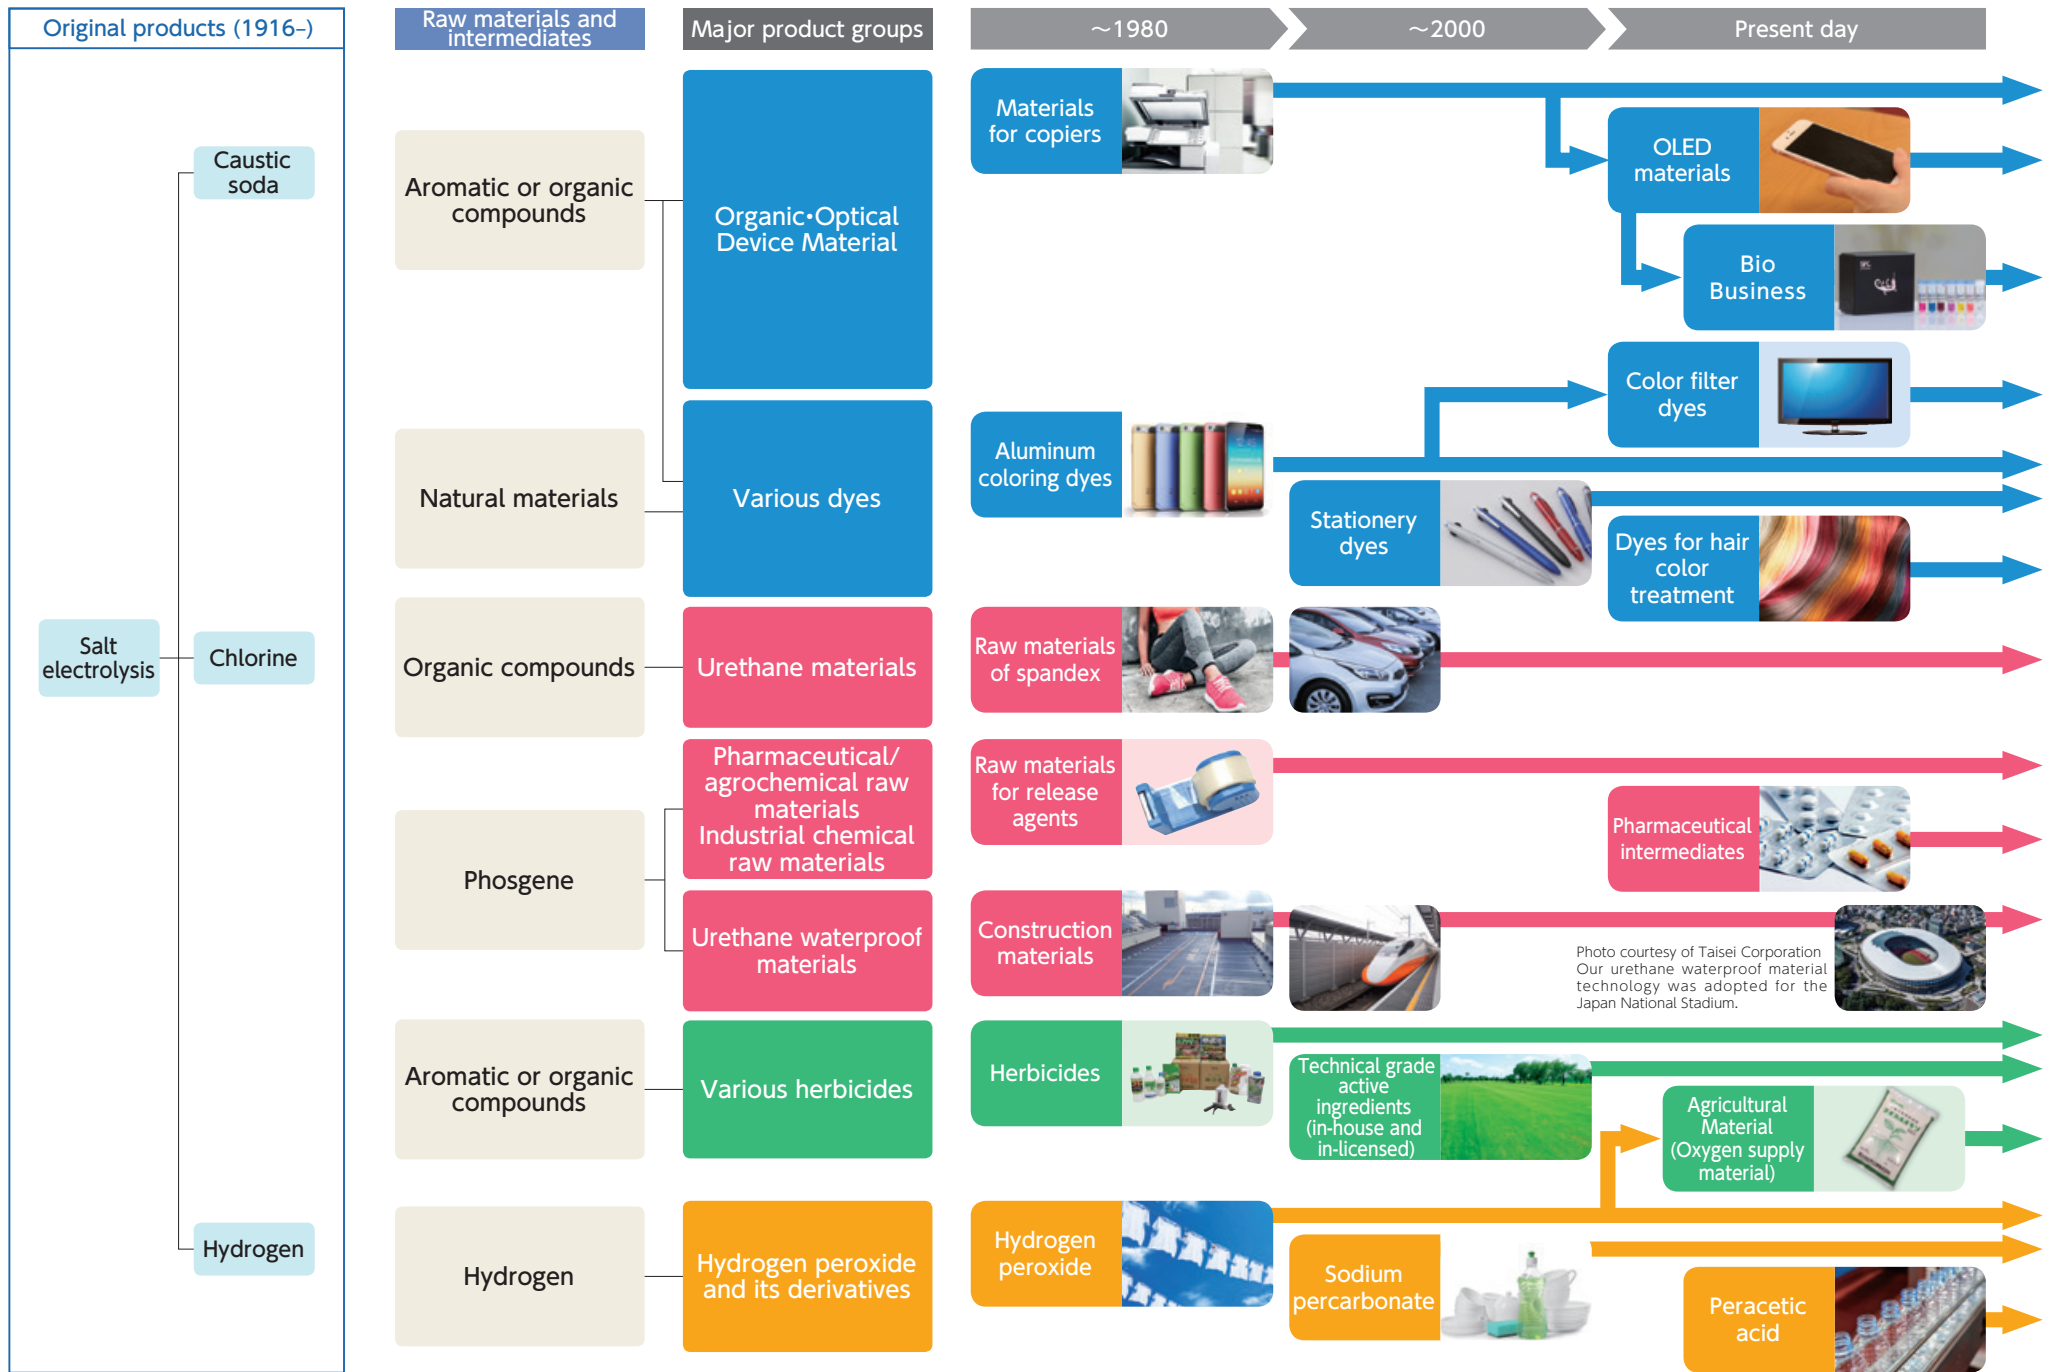 Original products (1916–)
Raw materials and
intermediates
Major product groups
～1980
～2000
Present day
Salt
electrolysis
Caustic
soda
Chlorine
Hydrogen
Aromatic or organic
compounds
Organic•Optical
Device Material
Materials
for copiers
OLED
materials
Bio
Business
Natural materials
Various dyes
Aluminum
coloring dyes
Color filter
dyes
Stationery
dyes
Dyes for hair
color
treatment
Organic compounds
Urethane materials
Raw materials
of spandex
Phosgene
Pharmaceutical/
agrochemical raw
materials
Industrial chemical
raw materials
Raw materials
for release
agents
Pharmaceutical
intermediates
Urethane waterproof
materials
Construction
materials
Photo courtesy of Taisei Corporation
Our urethane waterproof material
technology was adopted for the
Japan National Stadium.
Aromatic or organic
compounds
Various herbicides
Herbicides
Technical grade
active
ingredients
(in-house and
in-licensed)
Agricultural
Material
(Oxygen supply
material)
Hydrogen
Hydrogen peroxide
and its derivatives
Hydrogen
peroxide
Sodium
percarbonate
Peracetic
acid